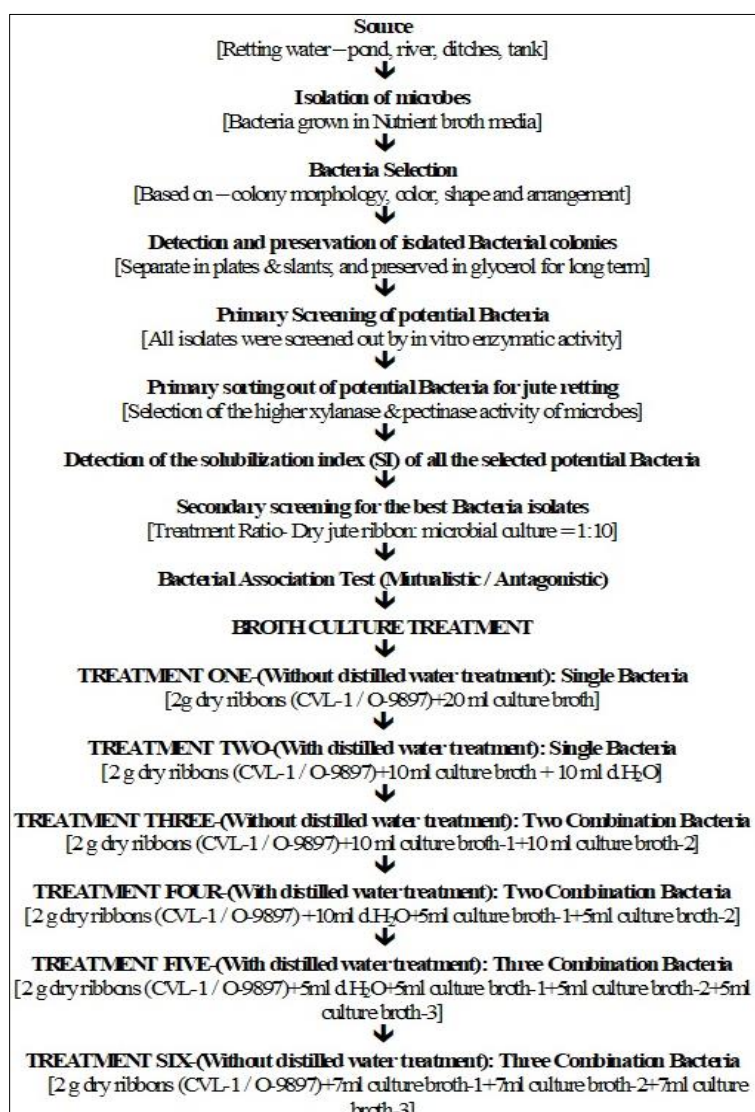 Source
[Retting water–pond, river, ditches, tank]
Isolation of microbes
[Bacteria grown in Nutrient broth media]
Bacteria Selection
[Based on – colony morphology, color, shape and arrangement]
Detection and preservation of isolated Bacterial colonies
[Separate in plates & slants; and preserved in glycerol for long term]
Primary Screening of potential Bacteria
[All isolates were screened out by in vitro enzymatic activity]
Primary sorting out of potential Bacteria for jute retting
[Selection of the higher xylanase & pectinase activity of microbes]
Detection of the solubilization index (SI) of all the selected potential Bacteria
Secondary screening for the best Bacteria isolates
[Treatment Ratio- Dry jute ribbon: microbial culture = 1:10]
Bacterial Association Test (Mutualistic / Antagonistic)
BROTH CULTURE TREATMENT
TREATMENT ONE-(Without distilled water treatment): Single Bacteria
[2g dry ribbons (CVL-1 / O-9897)+20 ml culture broth]
TREATMENT TWO-(With distilled water treatment): Single Bacteria
[2 g dry ribbons (CVL-1 / O-9897)+10ml culture broth + 10 ml d.H₂O]
TREATMENT THREE-(Without distilled water treatment): Two Combination Bacteria
[2 g dry ribbons (CVL-1 / O-9897)+10 ml culture broth-1+10 ml culture broth-2]
TREATMENT FOUR-(With distilled water treatment): Two Combination Bacteria
[2 g dry ribbons (CVL-1 / O-9897) +10ml d.H₂O+5ml culture broth-1+5ml culture broth-2]
TREATMENT FIVE-(With distilled water treatment): Three Combination Bacteria
[2 g dry ribbons (CVL-1 / O-9897)+5ml d.H₂O+5ml culture broth-1+5ml culture broth-2+5ml
culture broth-3]
TREATMENT SIX-(Without distilled water treatment): Three Combination Bacteria
[2 g dry ribbons (CVL-1 / O-9897)+7ml culture broth-1+7ml culture broth-2+7ml culture
broth-3]